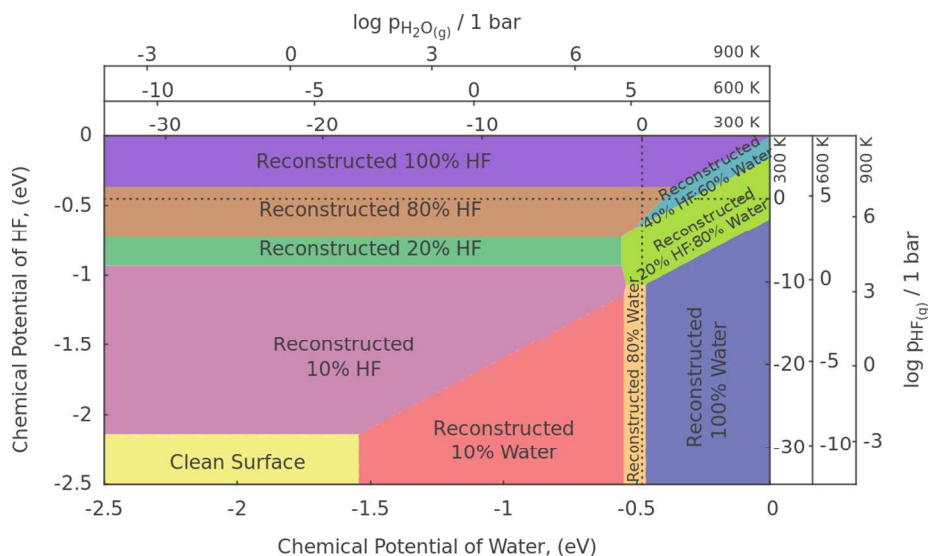 log p_H2O(g) / 1 bar
-3 0 3 6 900 K
-10 -5 0 5 600 K
-30 -20 -10 0 300 K
0
-0.5
-1
-1.5
-2
-2.5
Chemical Potential of HF, (eV)
Reconstructed 100% HF
Reconstructed 80% HF
Reconstructed 20% HF
Reconstructed
10% HF
Clean Surface
Reconstructed
10% Water
Reconstructed 80% Water
Reconstructed
100% Water
Reconstructed
40% HF:60% Water
Reconstructed
20% HF:80% Water
300 K
0
-10
-20
-30
600 K
5
0
-5
-10
900 K
6
3
0
-3
log p_HF(g) / 1 bar
-2.5 -2 -1.5 -1 -0.5 0
Chemical Potential of Water, (eV)